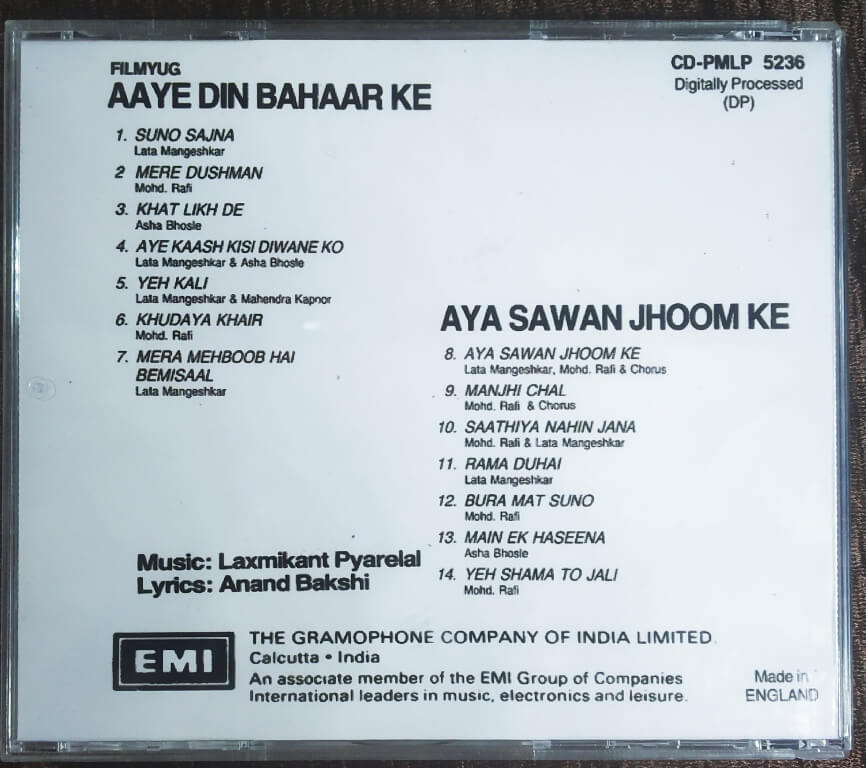 FILMYUG
AAYE DIN BAHAAR KE
CD-PMLP 5236
Digitally Processed
(DP)
1. SUNO SAJNA
Lata Mangeshkar
2 MERE DUSHMAN
Mohd. Rafi
3. KHAT LIKH DE
Asha Bhosle
4. AYE KAASH KISI DIWANE KO
Lata Mangeshkar & Asha Bhosle
5. YEH KALI
Lata Mangeshkar & Mahendra Kapoor
6. KHUDAYA KHAIR
Mohd. Rafi
7. MERA MEHBOOB HAI
BEMISAAL
Lata Mangeshkar
AYA SAWAN JHOOM KE
8. AYA SAWAN JHOOM KE
Lata Mangeshkar, Mohd. Rafi & Chorus
9. MANJHI CHAL
Mohd. Rafi & Chorus
10. SAATHIYA NAHIN JANA
Mohd. Rafi & Lata Mangeshkar
11. RAMA DUHAI
Lata Mangeshkar
12. BURA MAT SUNO
Mohd. Rafi
13. MAIN EK HASEENA
Asha Bhosle
14. YEH SHAMA TO JALI
Mohd. Rafi
Music: Laxmikant Pyarelal
Lyrics: Anand Bakshi
EMI
THE GRAMOPHONE COMPANY OF INDIA LIMITED.
Calcutta • India
An associate member of the EMI Group of Companies
International leaders in music, electronics and leisure.
Made in
ENGLAND